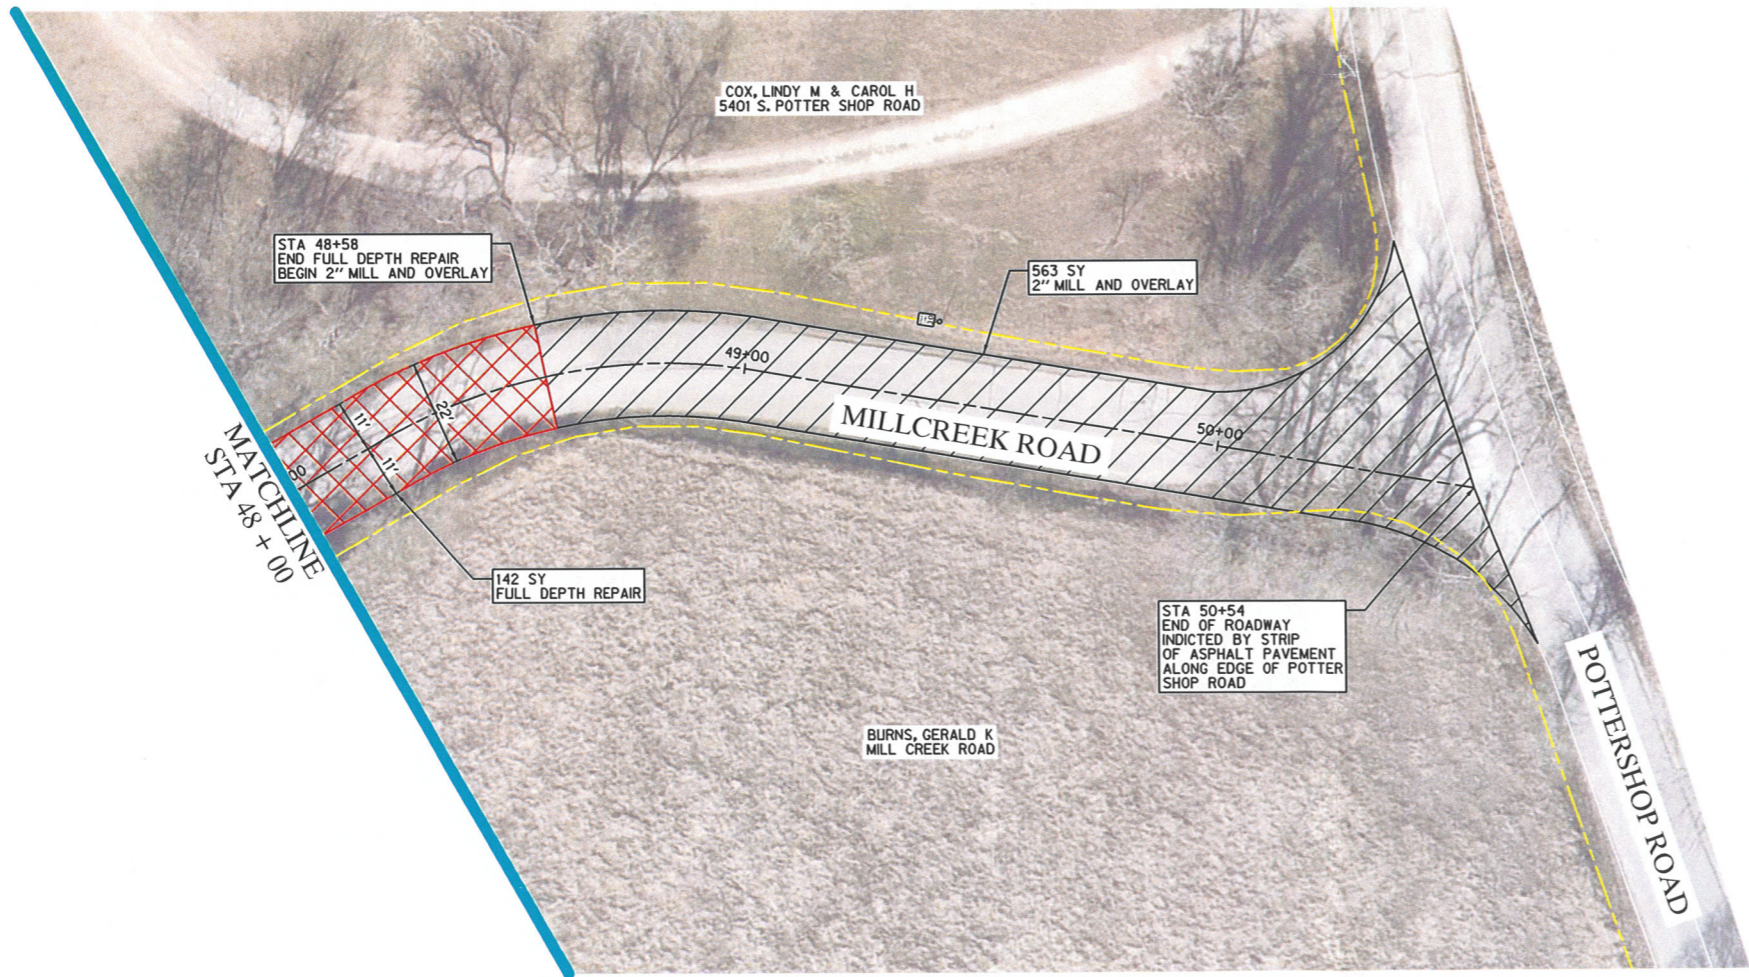 COX, LINDY M & CAROL H
5401 S. POTTER SHOP ROAD
STA 48+58
END FULL DEPTH REPAIR
BEGIN 2" MILL AND OVERLAY
563 SY
2" MILL AND OVERLAY
49+00
22'
11'
11'
MILLCREEK ROAD
50+00
MATCHLINE
STA 48 + 00
142 SY
FULL DEPTH REPAIR
STA 50+54
END OF ROADWAY
INDICTED BY STRIP
OF ASPHALT PAVEMENT
ALONG EDGE OF POTTER
SHOP ROAD
BURNS, GERALD K
MILL CREEK ROAD
POTTERSHOP ROAD